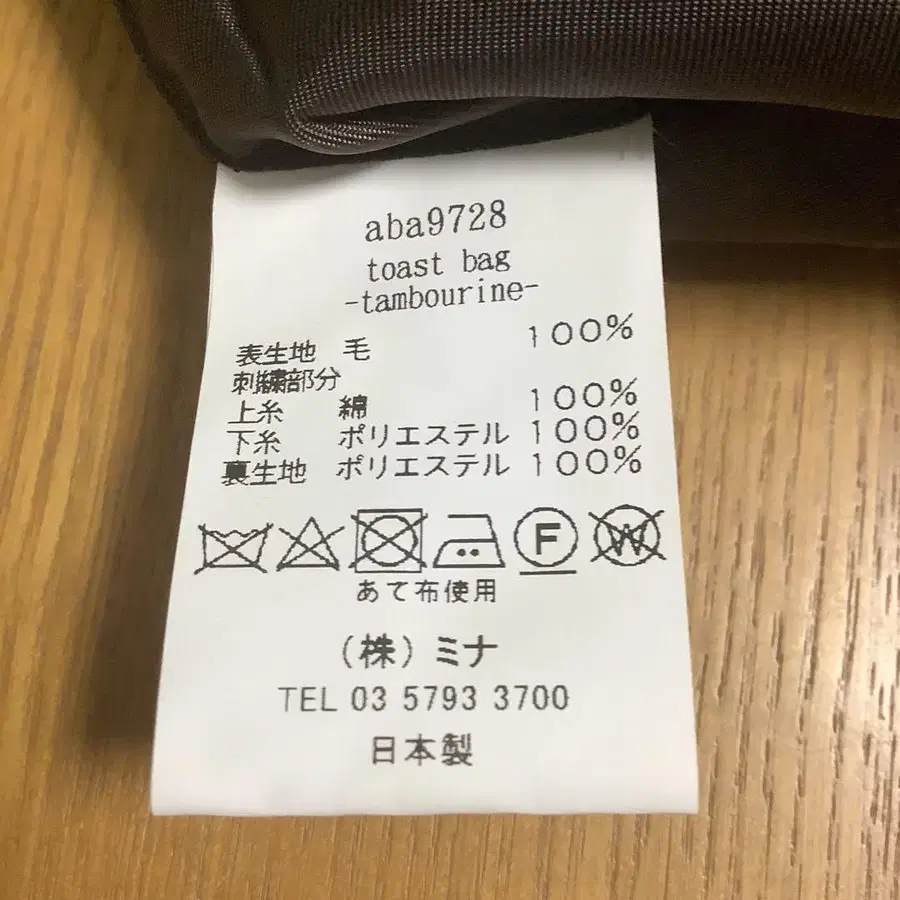 aba9728
toast bag
-tambourine-
表生地 毛 100%
刺繍部分
上糸 綿 100%
下糸 ポリエステル 100%
裏生地 ポリエステル 100%
F W
あて布使用
(株)ミナ
TEL 03 5793 3700
日本製